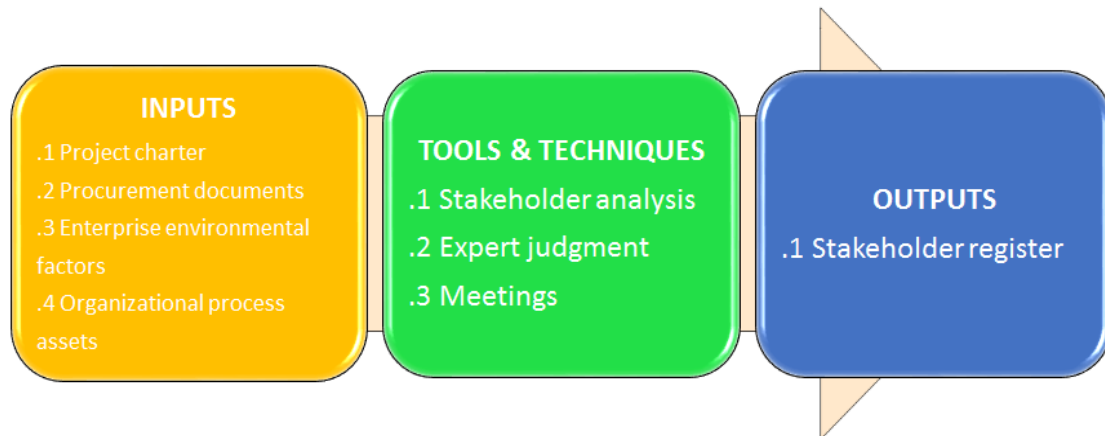 INPUTS
.1 Project charter
.2 Procurement documents
.3 Enterprise environmental
factors
.4 Organizational process
assets
TOOLS & TECHNIQUES
.1 Stakeholder analysis
.2 Expert judgment
.3 Meetings
OUTPUTS
.1 Stakeholder register